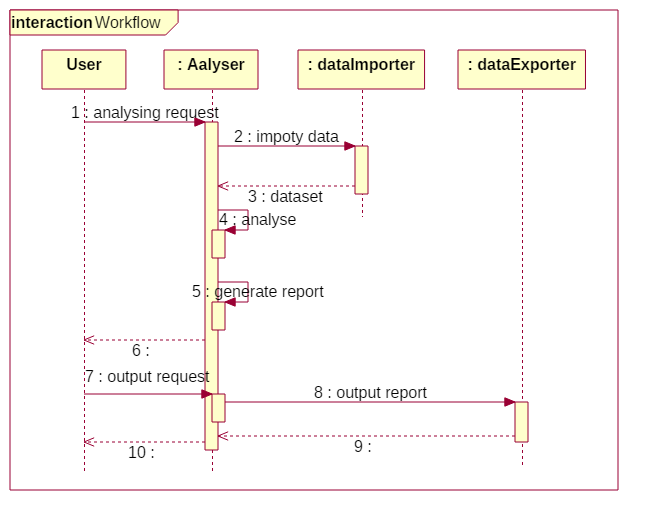 interaction Workflow
User
: Aalyser
: dataImporter
: dataExporter
1 : analysing request
2 : impoty data
3 : dataset
4 : analyse
5 : generate report
6 :
7 : output request
8 : output report
9 :
10 :